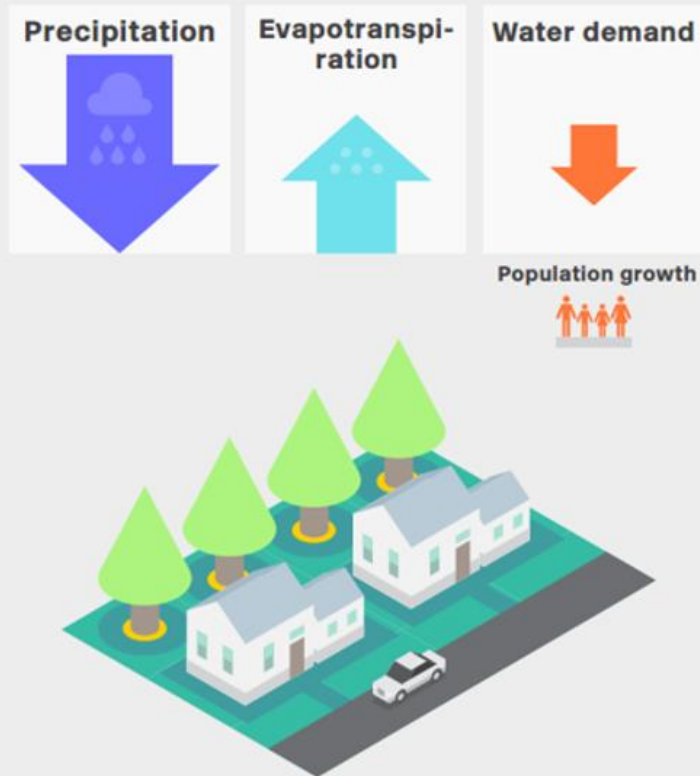 Precipitation
Evapotranspi-
ration
Water demand
Population growth